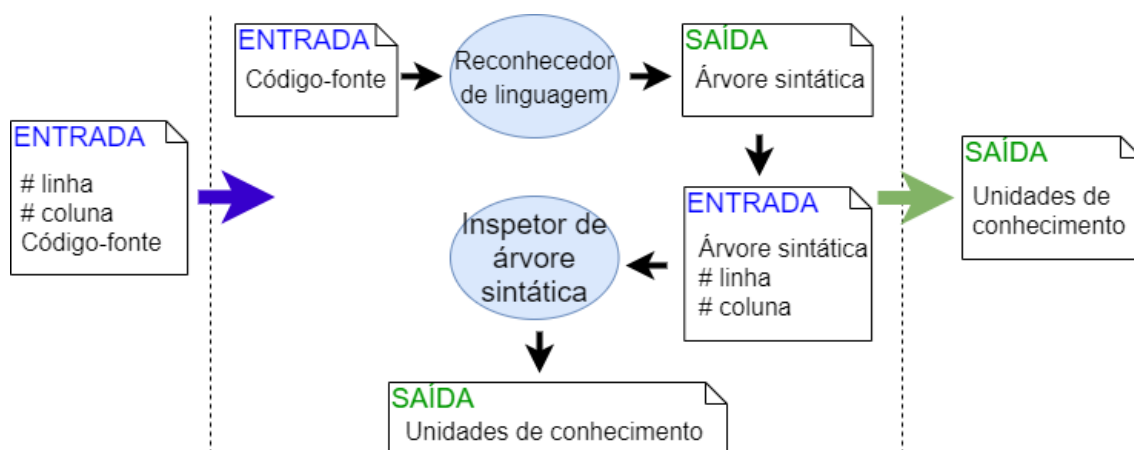 ENTRADA
# linha
# coluna
Código-fonte
ENTRADA
Código-fonte
Reconhecedor
de linguagem
SAÍDA
Árvore sintática
ENTRADA
Árvore sintática
# linha
# coluna
Inspetor de
árvore
sintática
SAÍDA
Unidades de conhecimento
SAÍDA
Unidades de
conhecimento